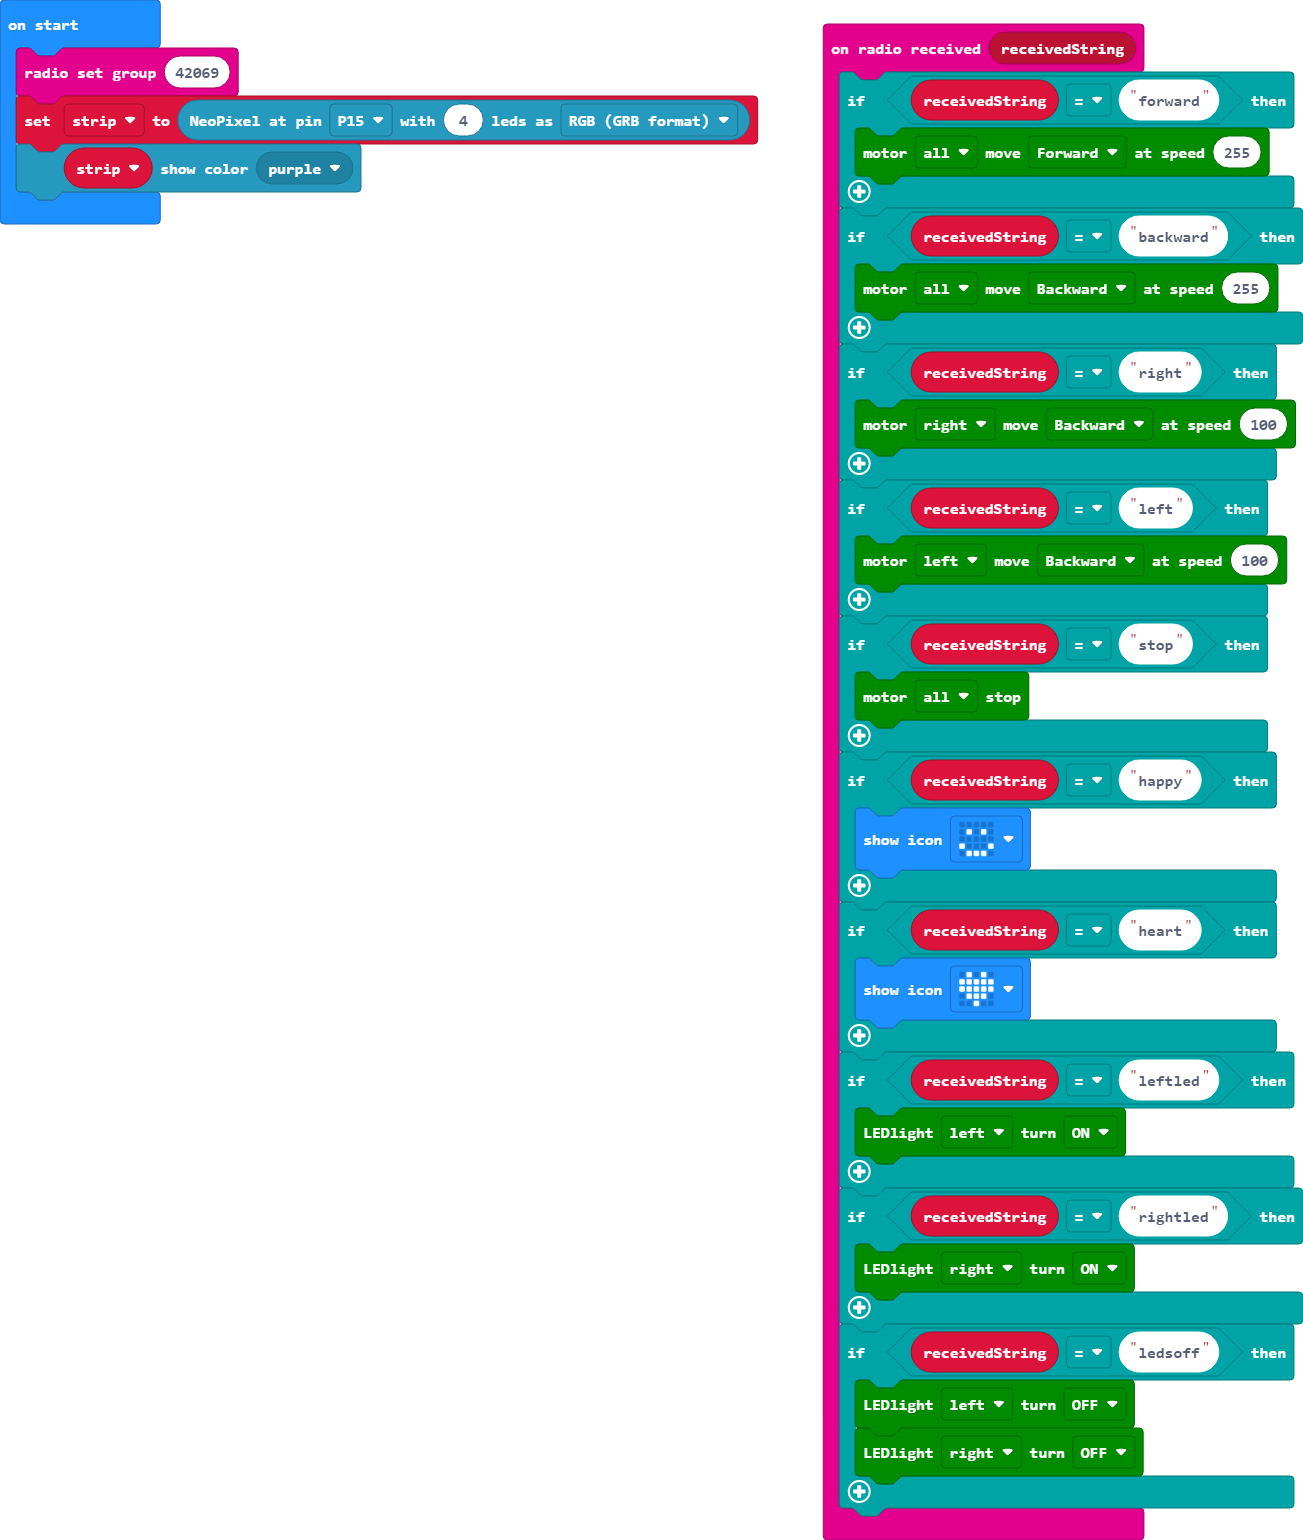 on start
radio set group 42069
set strip to NeoPixel at pin P15 with 4 leds as RGB (GRB format)
strip show color purple
on radio received receivedString
if receivedString = "forward" then
motor all move Forward at speed 255
if receivedString = "backward" then
motor all move Backward at speed 255
if receivedString = "right" then
motor right move Backward at speed 100
if receivedString = "left" then
motor left move Backward at speed 100
if receivedString = "stop" then
motor all stop
if receivedString = "happy" then
show icon
if receivedString = "heart" then
show icon
if receivedString = "leftled" then
LEDlight left turn ON
if receivedString = "rightled" then
LEDlight right turn ON
if receivedString = "ledsoff" then
LEDlight left turn OFF
LEDlight right turn OFF